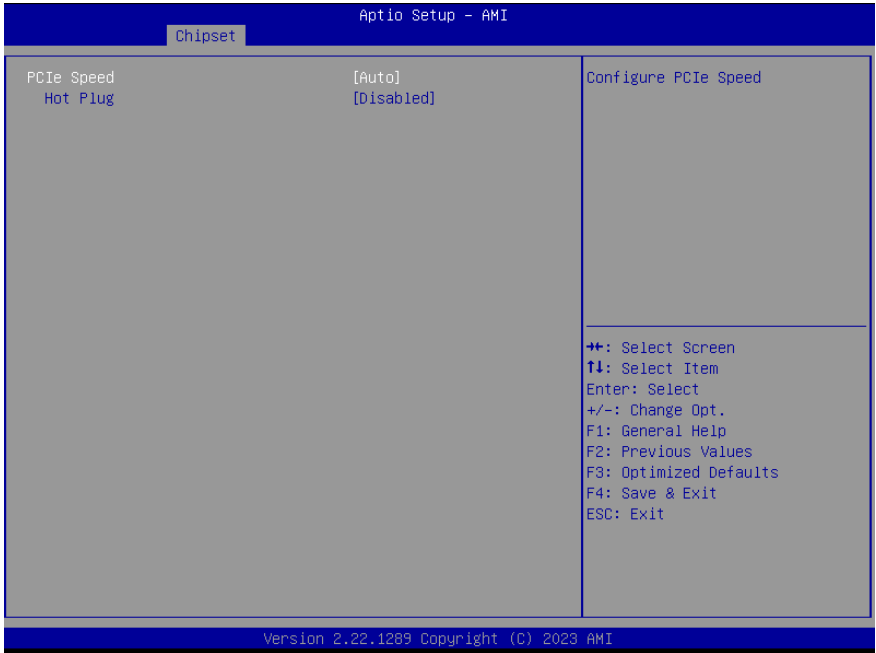 Aptio Setup – AMI
Chipset
PCIe Speed [Auto]
Hot Plug [Disabled]
Configure PCIe Speed
→←: Select Screen
↑↓: Select Item
Enter: Select
+/-: Change Opt.
F1: General Help
F2: Previous Values
F3: Optimized Defaults
F4: Save & Exit
ESC: Exit
Version 2.22.1289 Copyright (C) 2023 AMI